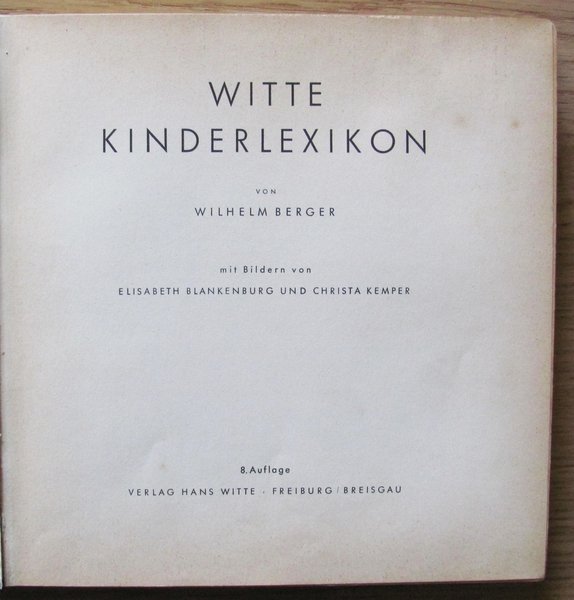 WITTE
KINDERLEXIKON
VON
WILHELM BERGER
mit Bildern von
ELISABETH BLANKENBURG UND CHRISTA KEMPER
8. Auflage
VERLAG HANS WITTE · FREIBURG/BREISGAU